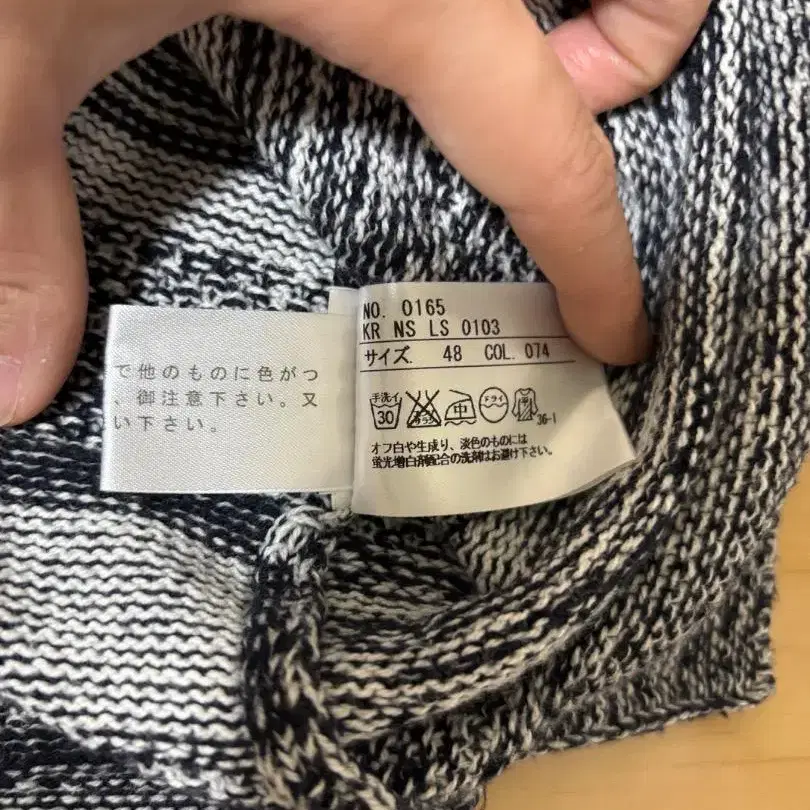 で他のものに色がっ
、御注意下さい。又
い下さい。
NO. 0165
KR NS LS 0103
サイズ. 48 COL. 074
手洗イ 30 中 ドライ 36-1
オフ白や生成り、淡色のものには
蛍光増白剤配合の洗剤はお避け下さい。